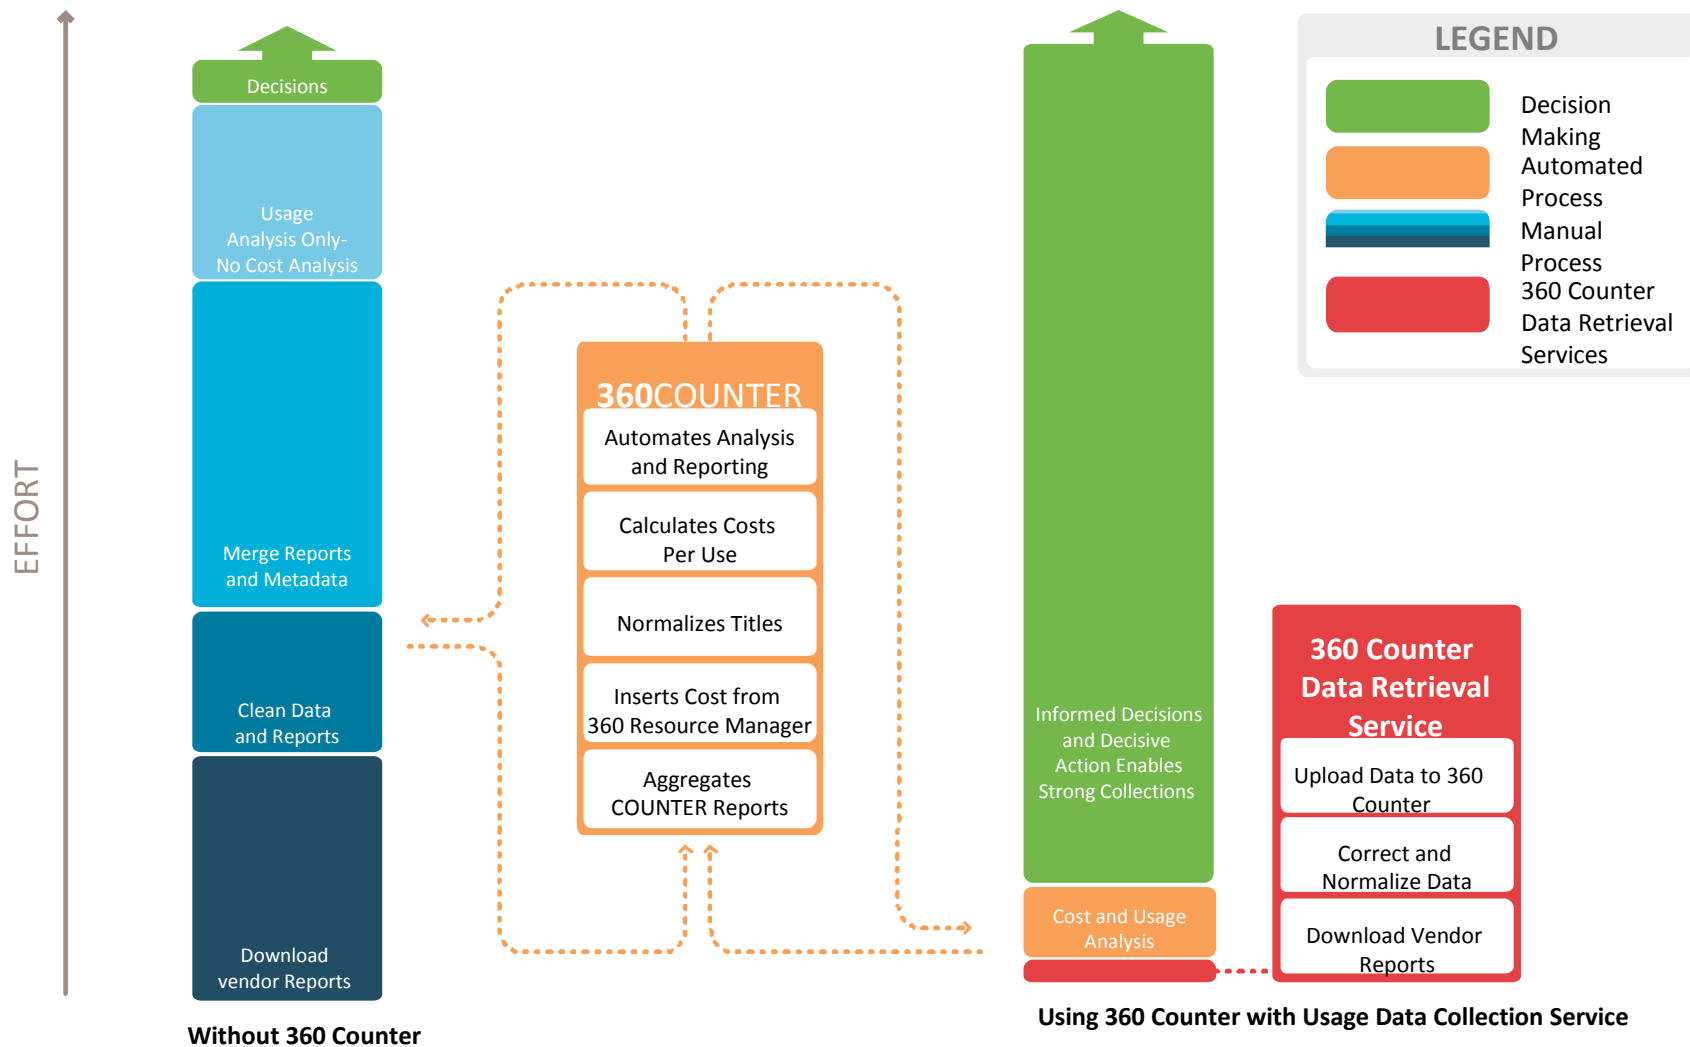 EFFORT
Decisions
Usage
Analysis Only-
No Cost Analysis
Merge Reports
and Metadata
Clean Data
and Reports
Download
vendor Reports
Without 360 Counter
360COUNTER
Automates Analysis
and Reporting
Calculates Costs
Per Use
Normalizes Titles
Inserts Cost from
360 Resource Manager
Aggregates
COUNTER Reports
Informed Decisions
and Decisive
Action Enables
Strong Collections
Cost and Usage
Analysis
Using 360 Counter with Usage Data Collection Service
LEGEND
Decision
Making
Automated
Process
Manual
Process
360 Counter
Data Retrieval
Services
360 Counter
Data Retrieval
Service
Upload Data to 360
Counter
Correct and
Normalize Data
Download Vendor
Reports